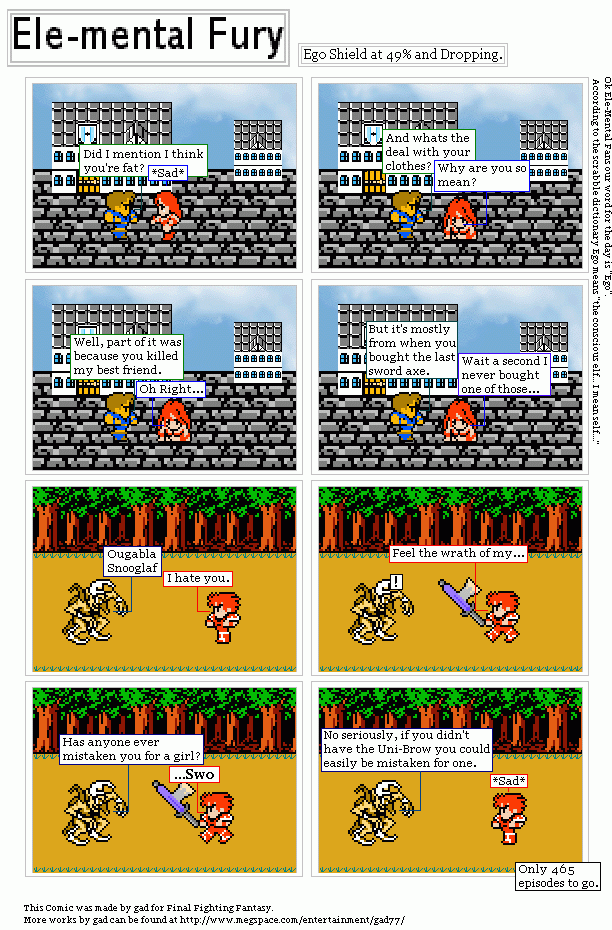 Ele-mental Fury
Ego Shield at 49% and Dropping.
Ok Ele-Mental Fans our word for the day is "Ego".
According to the scrabble dictionary Ego means "the conscious elf... I mean self..."
Did I mention I think
you're fat?
*Sad*
And whats the
deal with your
clothes?
Why are you so
mean?
Well, part of it was
because you killed
my best friend.
Oh Right...
But it's mostly
from when you
bought the last
sword axe.
Wait a second I
never bought
one of those...
Ougabla
Snooglaf
I hate you.
Feel the wrath of my...
!
Has anyone ever
mistaken you for a girl?
...Swo
No seriously, if you didn't
have the Uni-Brow you could
easily be mistaken for one.
*Sad*
Only 465
episodes to go.
This Comic was made by gad for Final Fighting Fantasy.
More works by gad can be found at http://www.megspace.com/entertainment/gad77/